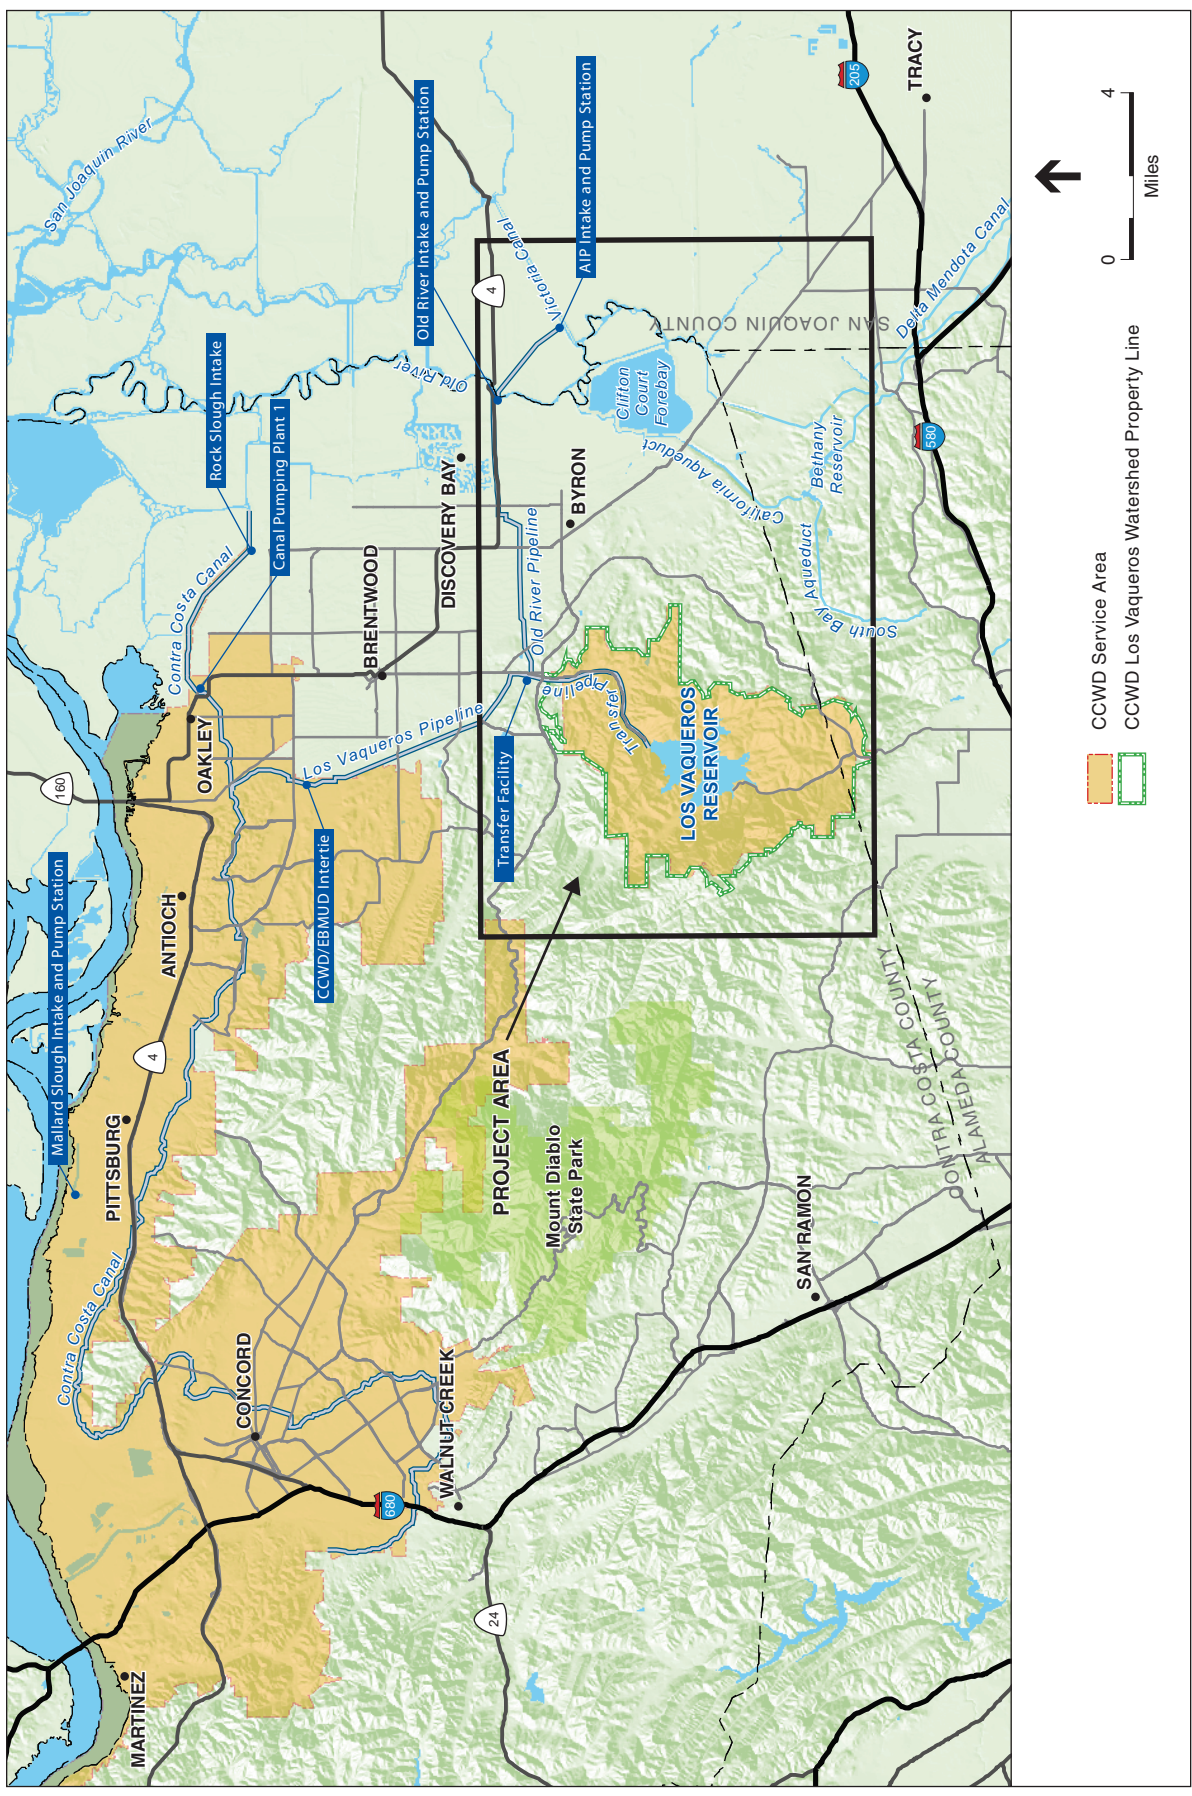 San Joaquin River
160
Mallard Slough Intake and Pump Station
Rock Slough Intake
Canal Pumping Plant 1
Old River Intake and Pump Station
AIP Intake and Pump Station
Contra Costa Canal
Contra Costa Canal
OAKLEY
ANTIOCH
PITTSBURG
4
MARTINEZ
CONCORD
WALNUT CREEK
680
24
CCWD/EBMUD Intertie
Los Vaqueros Pipeline
BRENTWOOD
DISCOVERY BAY
Old River
4
Victoria Canal
Old River Pipeline
BYRON
Clifton
Court
Forebay
California Aqueduct
Bethany
Reservoir
South Bay Aqueduct
Delta Mendota Canal
SAN JOAQUIN COUNTY
205
TRACY
580
Transfer Facility
Transfer Pipeline
LOS VAQUEROS
RESERVOIR
PROJECT AREA
Mount Diablo
State Park
SAN RAMON
CONTRA COSTA COUNTY
ALAMEDA COUNTY
0
4
Miles
CCWD Service Area
CCWD Los Vaqueros Watershed Property Line